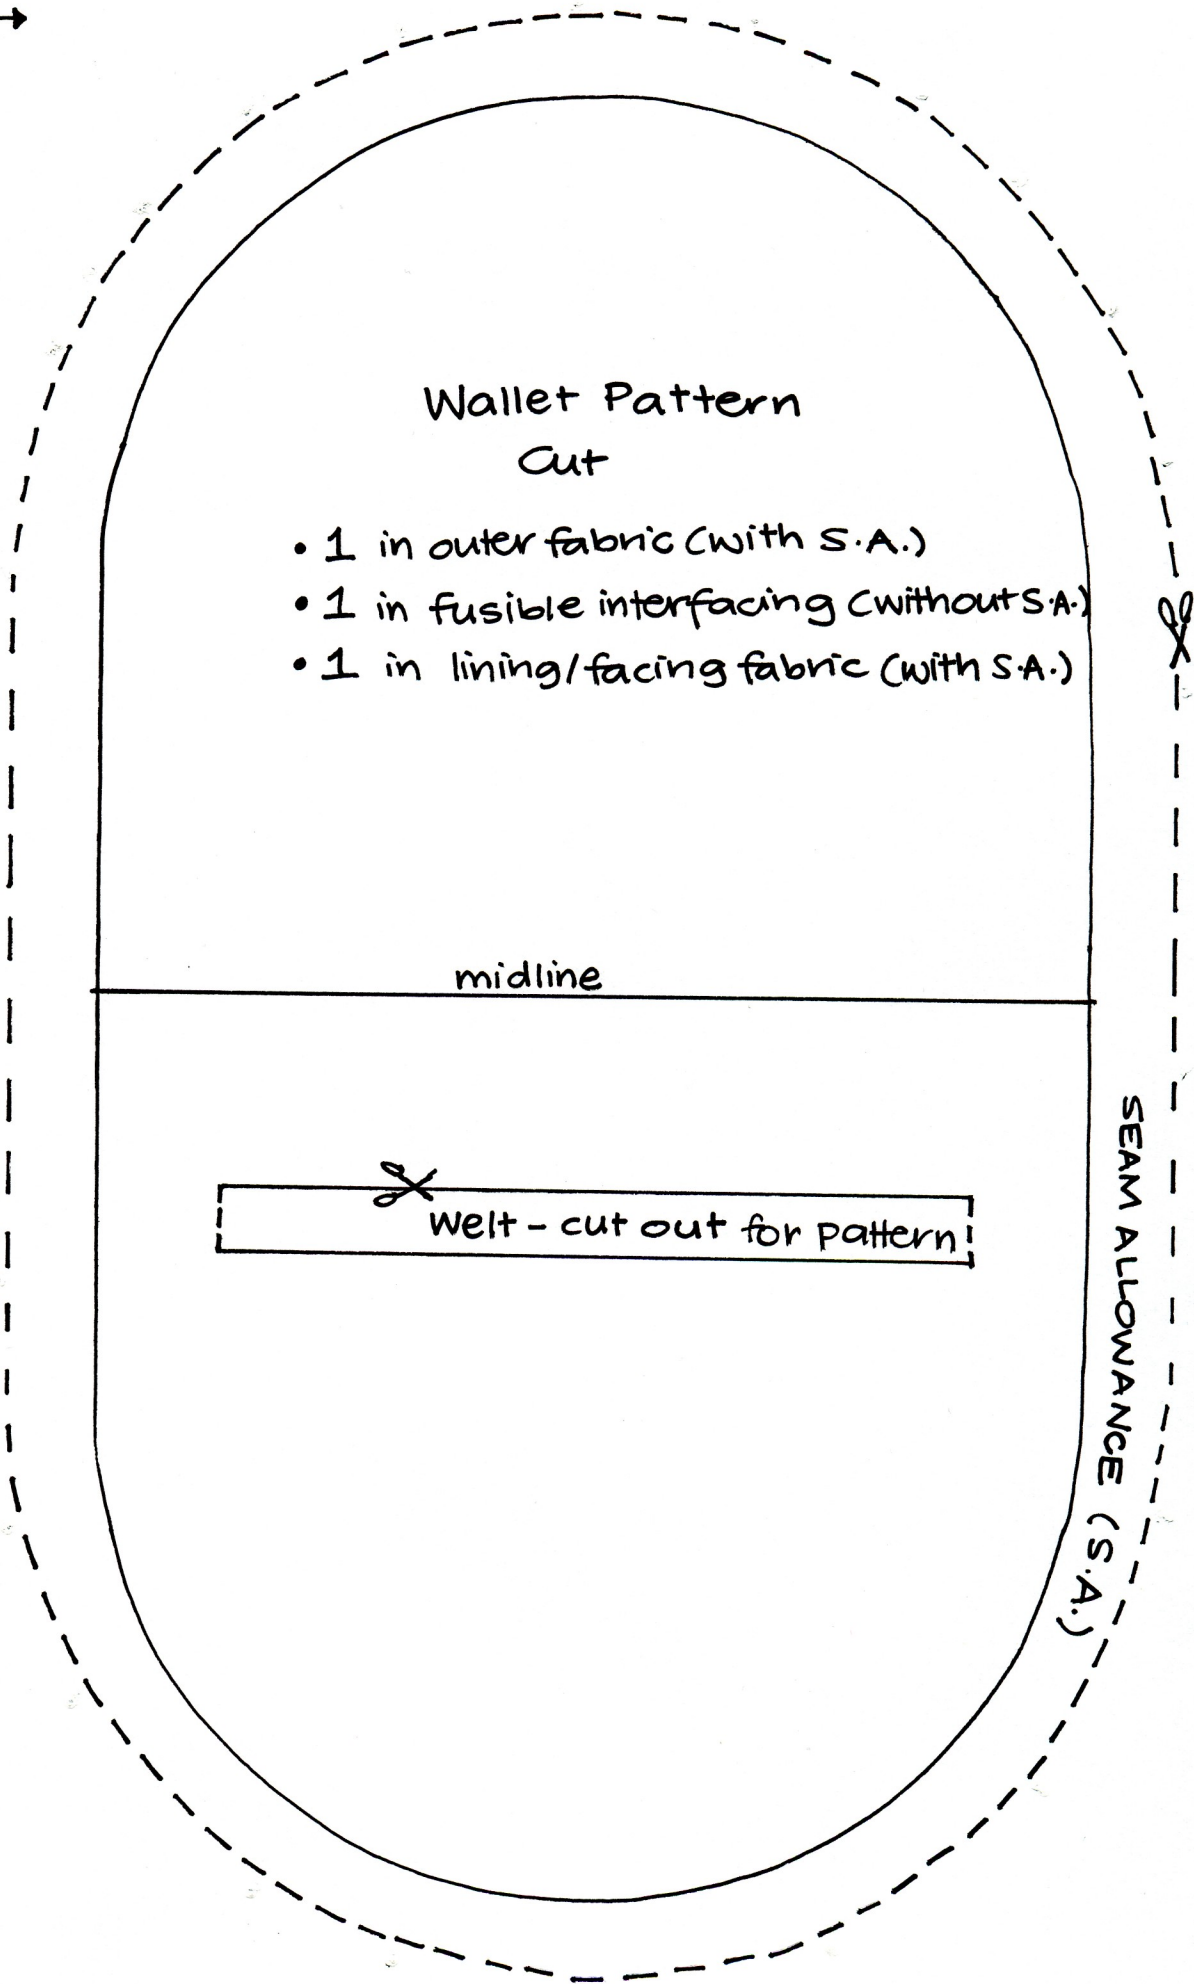 Wallet Pattern
Cut
• 1 in outer fabric (with S.A.)
• 1 in fusible interfacing (without S.A.)
• 1 in lining/facing fabric (with S.A.)
midline
welt - cut out for pattern
SEAM ALLOWANCE (S.A.)